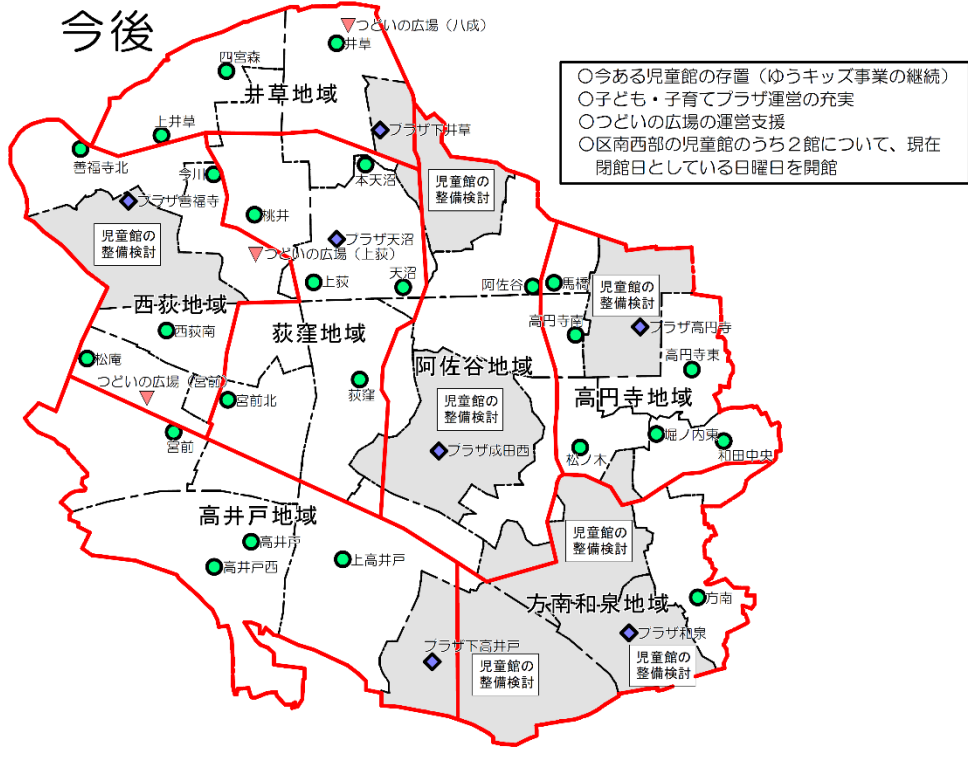 今後
つどいの広場（八成）
井草
四宮森
井草地域
○今ある児童館の存置（ゆうキッズ事業の継続）
○子ども・子育てプラザ運営の充実
○つどいの広場の運営支援
○区南西部の児童館のうち２館について、現在
閉館日としている日曜日を開館
上井草
プラザ下井草
善福寺北
今川
本天沼
児童館の
整備検討
プラザ善福寺
桃井
児童館の
整備検討
プラザ天沼
つどいの広場（上荻）
上荻
天沼
阿佐谷
馬橋
児童館の
整備検討
西荻地域
西荻南
荻窪地域
高円寺南
プラザ高円寺
松庵
阿佐谷地域
高円寺東
つどいの広場（宮前）
宮前北
荻窪
児童館の
整備検討
高円寺地域
宮前
プラザ成田西
松ノ木
堀ノ内東
和田中央
高井戸地域
高井戸
上高井戸
高井戸西
児童館の
整備検討
方南和泉地域
方南
プラザ和泉
プラザ下高井戸
児童館の
整備検討
児童館の
整備検討